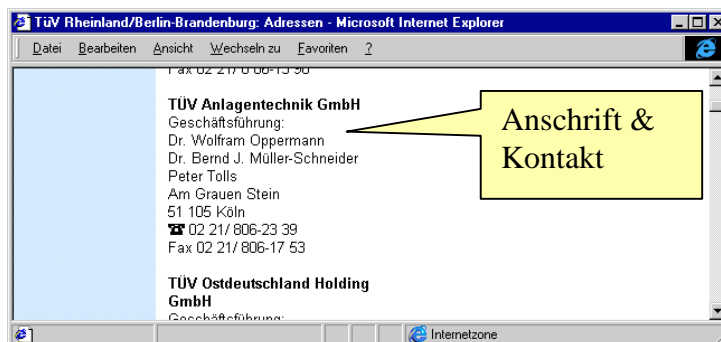 TüV Rheinland/Berlin-Brandenburg: Adressen - Microsoft Internet Explorer
Datei Bearbeiten Ansicht Wechseln zu Favoriten ?
TÜV Anlagentechnik GmbH
Geschäftsführung:
Dr. Wolfram Oppermann
Dr. Bernd J. Müller-Schneider
Peter Tolls
Am Grauen Stein
51 105 Köln
☎ 02 21/ 806-23 39
Fax 02 21/ 806-17 53
Anschrift &
Kontakt
TÜV Ostdeutschland Holding
GmbH
Geschäftsführung:
Internetzone